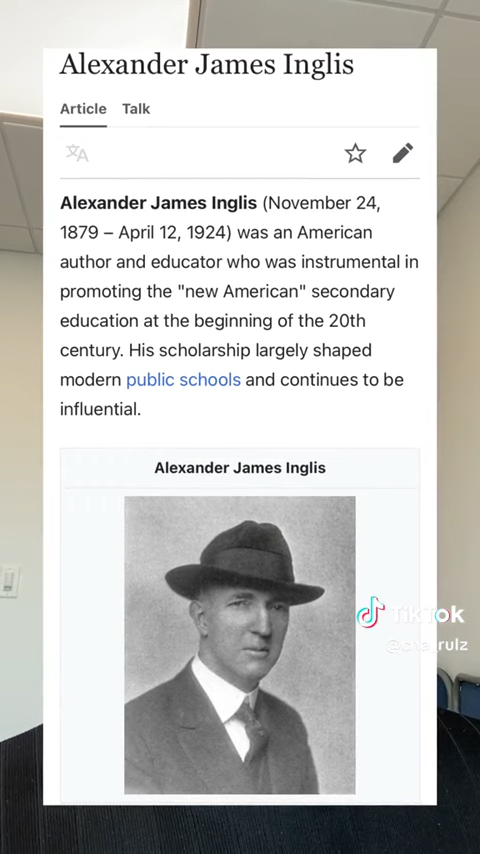 Alexander James Inglis
Article Talk
Alexander James Inglis (November 24,
1879 – April 12, 1924) was an American
author and educator who was instrumental in
promoting the "new American" secondary
education at the beginning of the 20th
century. His scholarship largely shaped
modern public schools and continues to be
influential.
Alexander James Inglis
TikTok